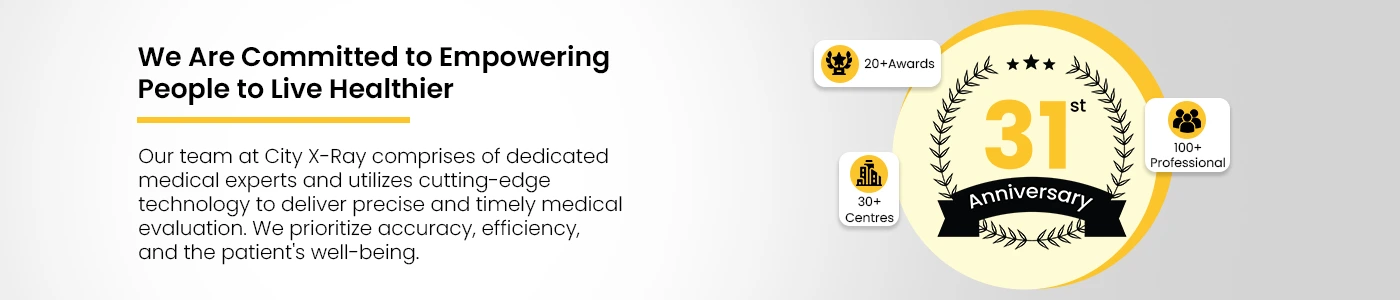 We Are Committed to Empowering
People to Live Healthier
Our team at City X-Ray comprises of dedicated
medical experts and utilizes cutting-edge
technology to deliver precise and timely medical
evaluation. We prioritize accuracy, efficiency,
and the patient's well-being.
20+Awards
31st
Anniversary
30+
Centres
100+
Professional